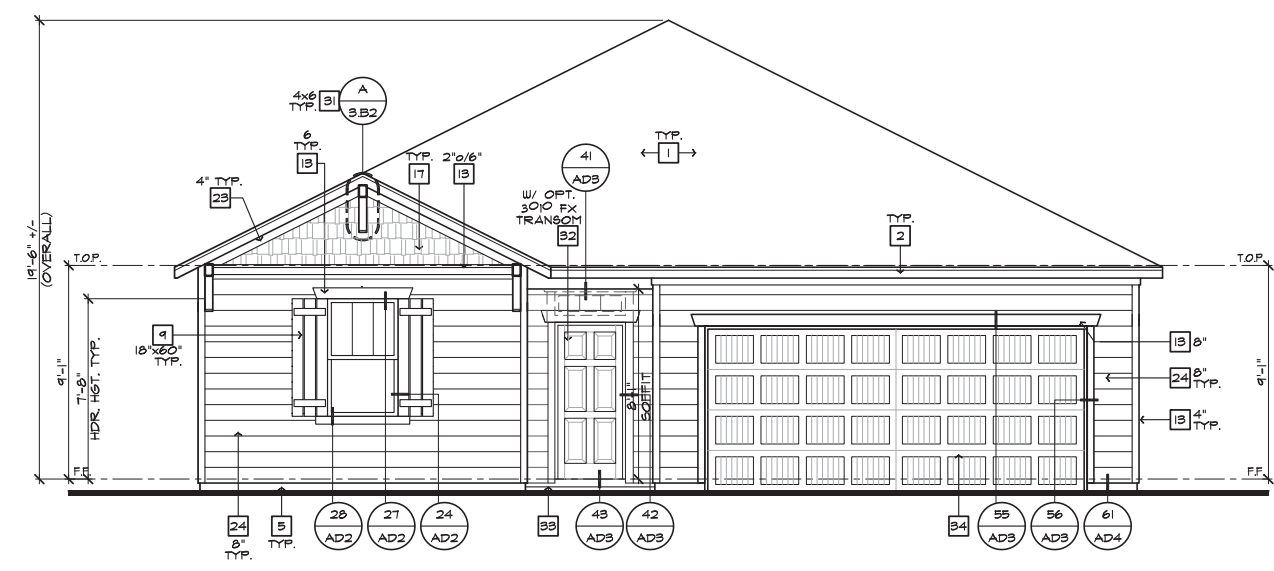 A
3.B2
4x6
TYP.
31
6
TYP.
13
TYP.
17
2"o/6"
13
41
AD3
TYP.
1
4" TYP.
23
W/ OPT.
3010 FX
TRANSOM
32
TYP.
2
19'-6" +/-
(OVERALL)
T.O.P.
T.O.P.
9
18"x60"
TYP.
9'-1"
7'-8"
HDR. HGT. TYP.
SOFFIT
13 8"
24 8"
TYP.
13 4"
TYP.
9'-1"
F.F.
F.F.
24
8"
TYP.
5
TYP.
28
AD2
27
AD2
24
AD2
33
43
AD3
42
AD3
34
55
AD3
56
AD3
61
AD4